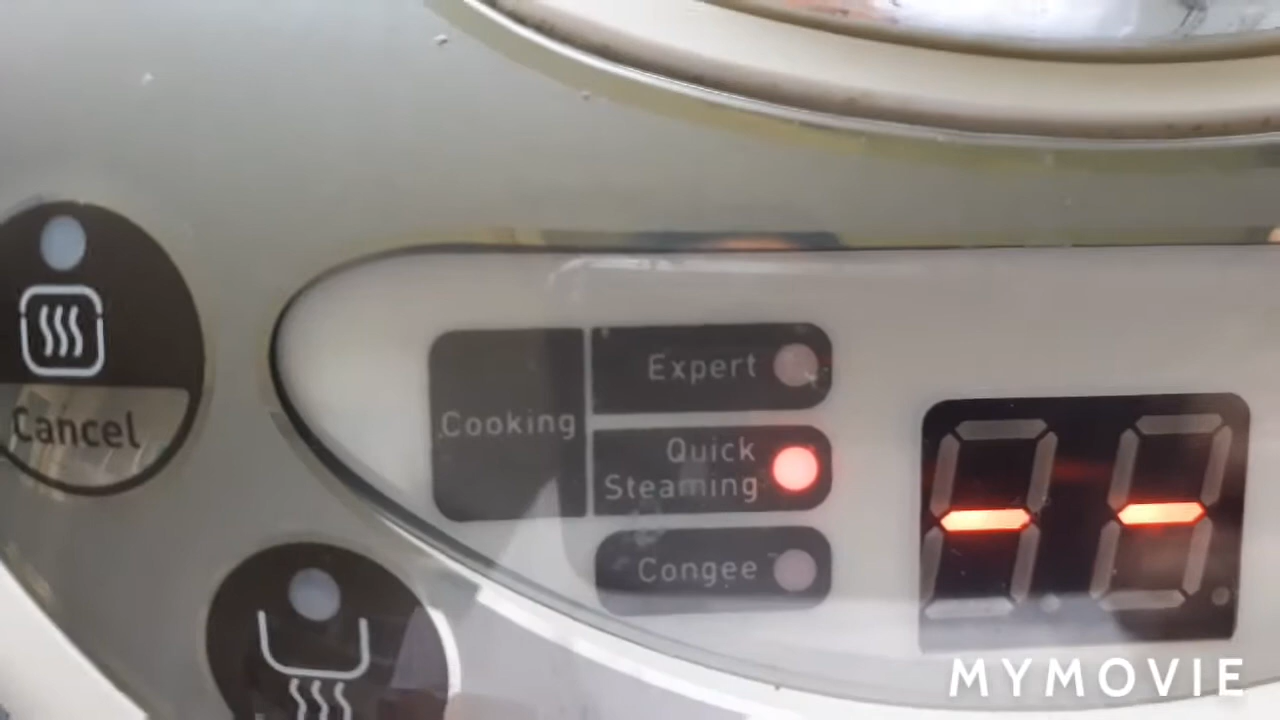 Cancel
Cooking
Expert
Quick
Steaming
Congee
--
MYMOVIE